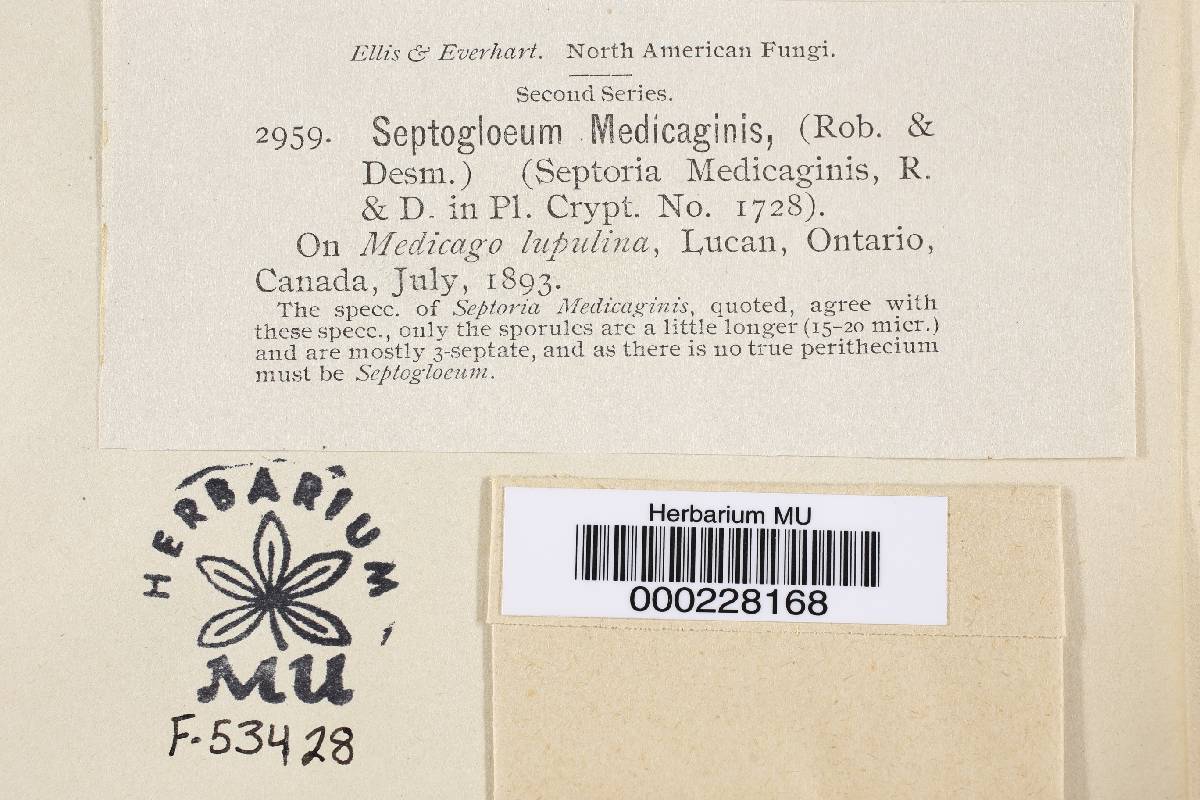 Ellis & Everhart. North American Fungi.
Second Series.
2959. Septogloeum Medicaginis, (Rob. &
Desm.) (Septoria Medicaginis, R.
& D. in Pl. Crypt. No. 1728).
On Medicago lupulina, Lucan, Ontario,
Canada, July, 1893.
The specc. of Septoria Medicaginis, quoted, agree with
these specc., only the sporules are a little longer (15-20 micr.)
and are mostly 3-septate, and as there is no true perithecium
must be Septogloeum.
HERBARIUM
MU
F-53428
Herbarium MU
000228168